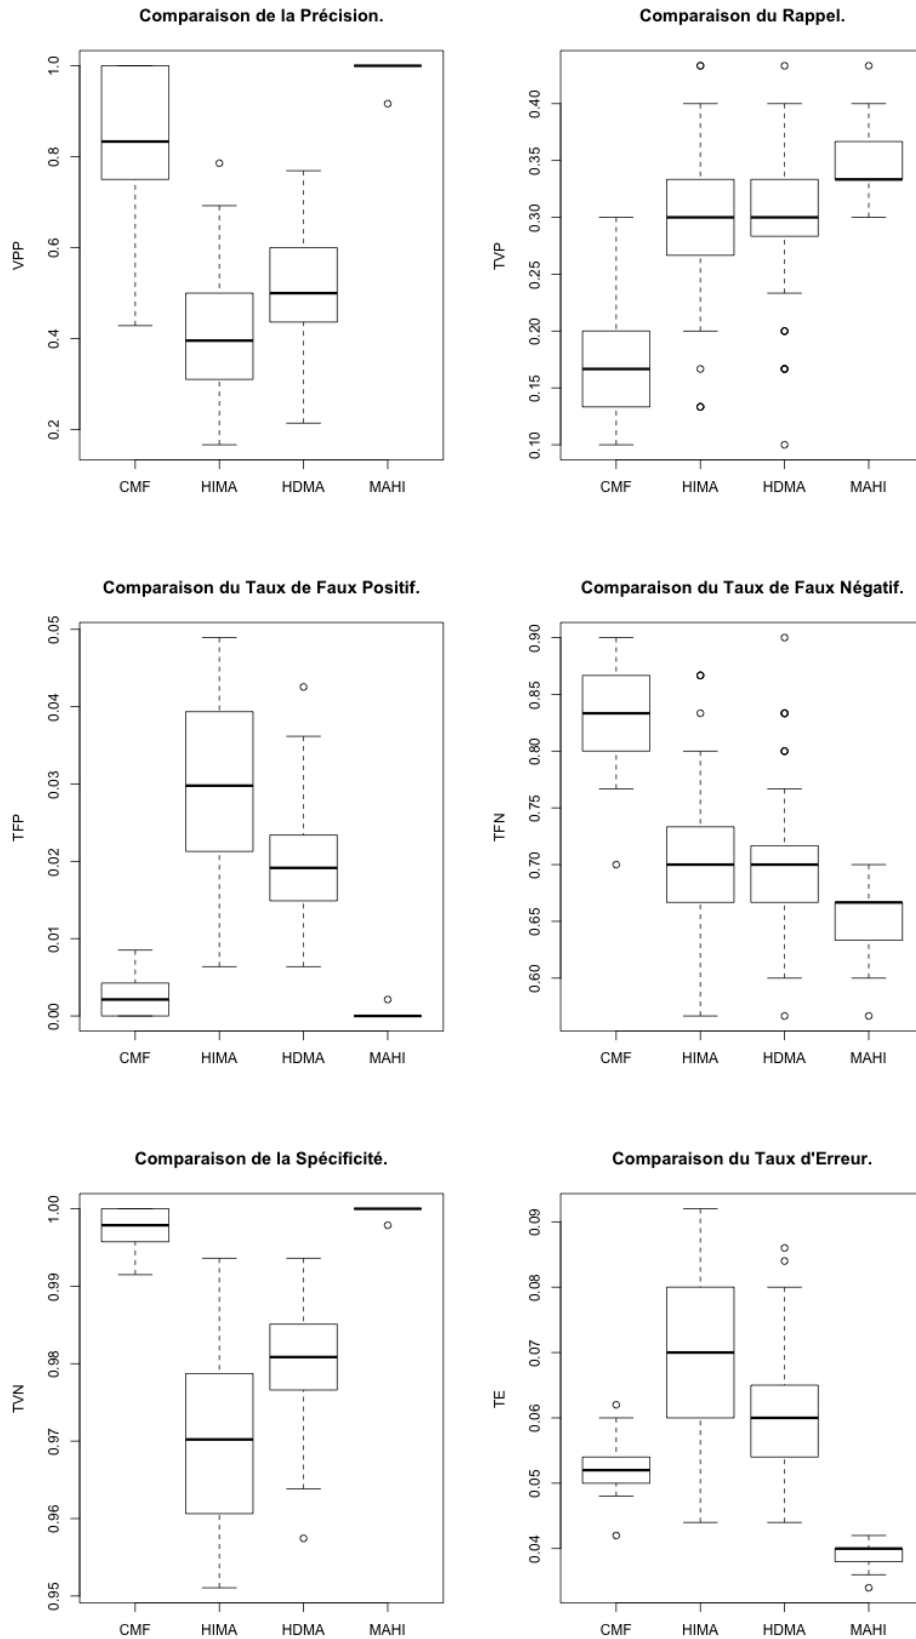 Comparaison de la Précision.
VPP
1.0
0.8
0.6
0.4
0.2
CMF HIMA HDMA MAHI
Comparaison du Rappel.
TVP
0.40
0.35
0.30
0.25
0.20
0.15
0.10
CMF HIMA HDMA MAHI
Comparaison du Taux de Faux Positif.
TFP
0.05
0.04
0.03
0.02
0.01
0.00
CMF HIMA HDMA MAHI
Comparaison du Taux de Faux Négatif.
TFN
0.90
0.85
0.80
0.75
0.70
0.65
0.60
CMF HIMA HDMA MAHI
Comparaison de la Spécificité.
TVN
1.00
0.99
0.98
0.97
0.96
0.95
CMF HIMA HDMA MAHI
Comparaison du Taux d'Erreur.
TE
0.09
0.08
0.07
0.06
0.05
0.04
CMF HIMA HDMA MAHI